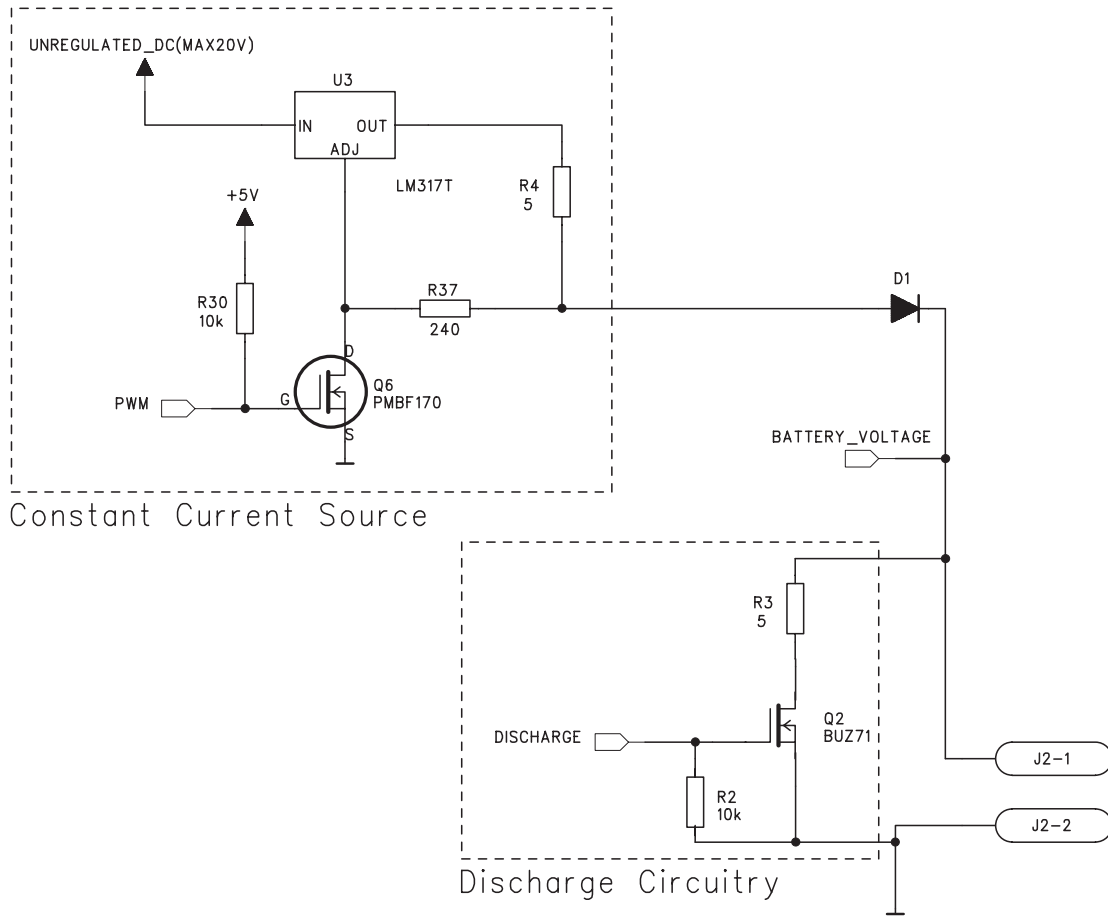 UNREGULATED_DC(MAX20V)
U3
IN
OUT
ADJ
LM317T
R4
5
+5V
R30
10k
R37
240
D1
D
G
S
Q6
PMBF170
PWM
BATTERY_VOLTAGE
Constant Current Source
R3
5
Q2
BUZ71
DISCHARGE
R2
10k
J2-1
J2-2
Discharge Circuitry